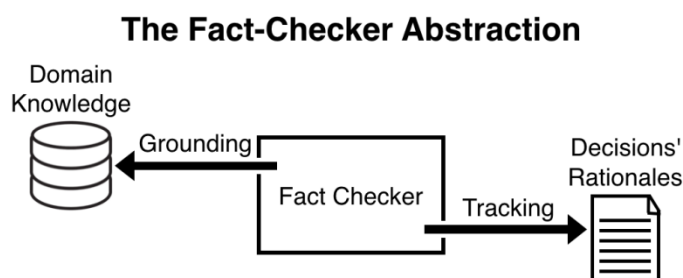 The Fact-Checker Abstraction
Domain
Knowledge
Grounding
Fact Checker
Tracking
Decisions'
Rationales